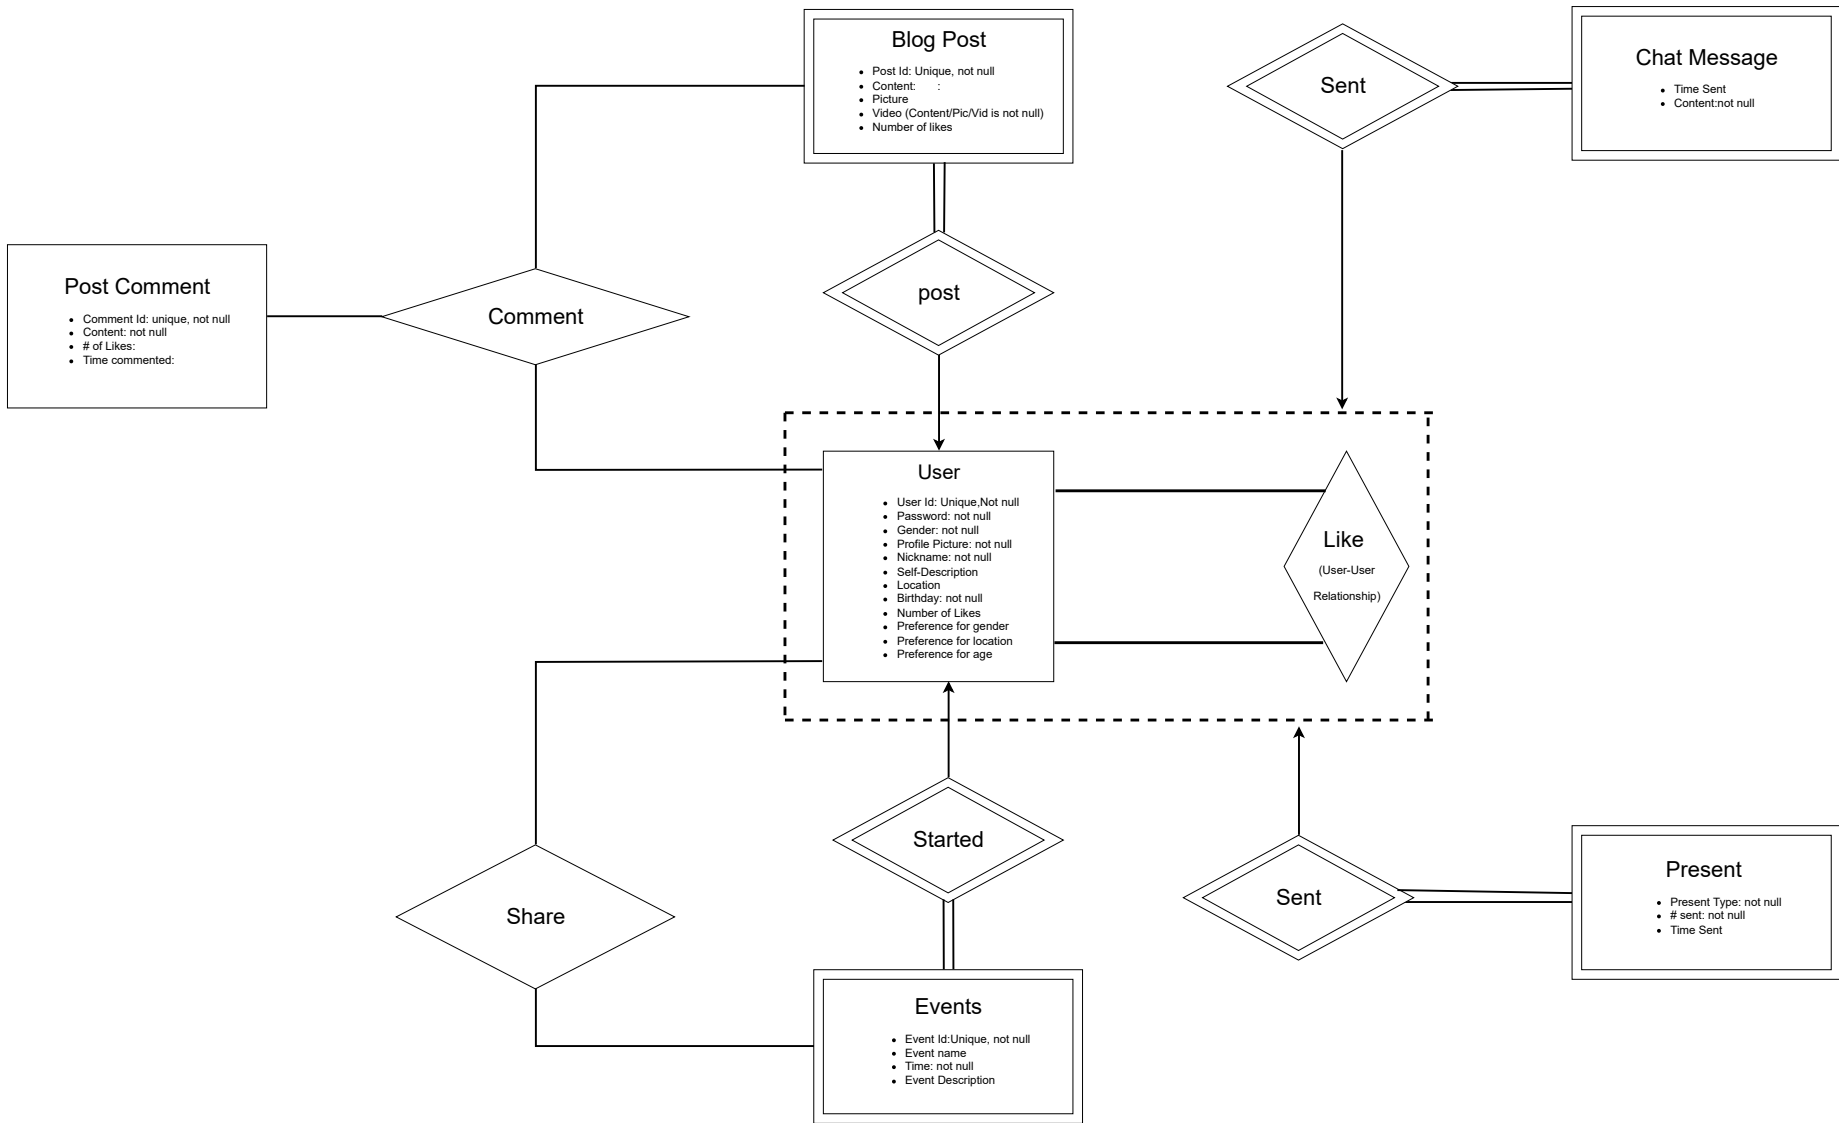 Blog Post
Post Id: Unique, not null
Content: :
Picture
Video (Content/Pic/Vid is not null)
Number of likes
Sent
Chat Message
Time Sent
Content:not null
Post Comment
Comment Id: unique, not null
Content: not null
# of Likes:
Time commented:
Comment
post
User
User Id: Unique,Not null
Password: not null
Gender: not null
Profile Picture: not null
Nickname: not null
Self-Description
Location
Birthday: not null
Number of Likes
Preference for gender
Preference for location
Preference for age
Like
(User-User
Relationship)
Share
Started
Sent
Present
Present Type: not null
# sent: not null
Time Sent
Events
Event Id:Unique, not null
Event name
Time: not null
Event Description